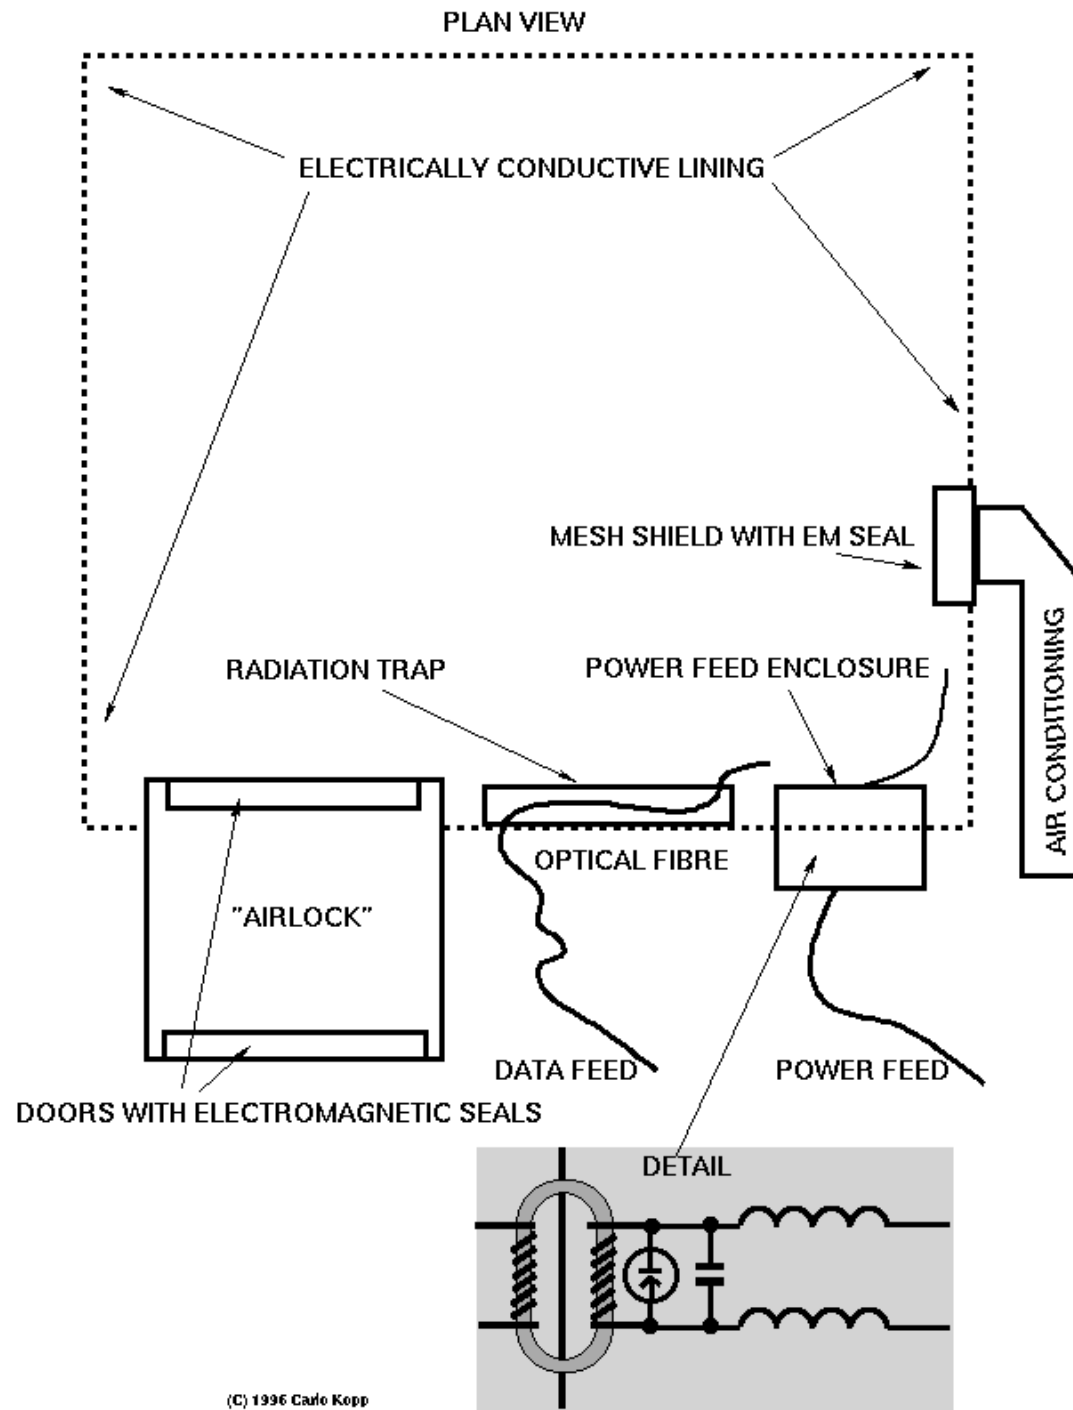 PLAN VIEW
ELECTRICALLY CONDUCTIVE LINING
MESH SHIELD WITH EM SEAL
RADIATION TRAP
POWER FEED ENCLOSURE
AIR CONDITIONING
OPTICAL FIBRE
"AIRLOCK"
DATA FEED
POWER FEED
DOORS WITH ELECTROMAGNETIC SEALS
DETAIL
(C) 1996 Carlo Kopp